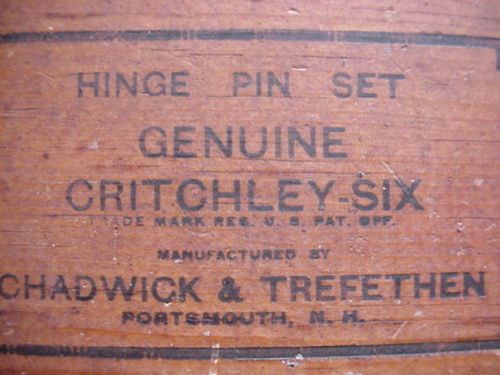 HINGE PIN SET
GENUINE
CRITCHLEY-SIX
TRADE MARK REG. U. S. PAT. OFF.
MANUFACTURED BY
CHADWICK & TREFETHEN
PORTSMOUTH, N. H.